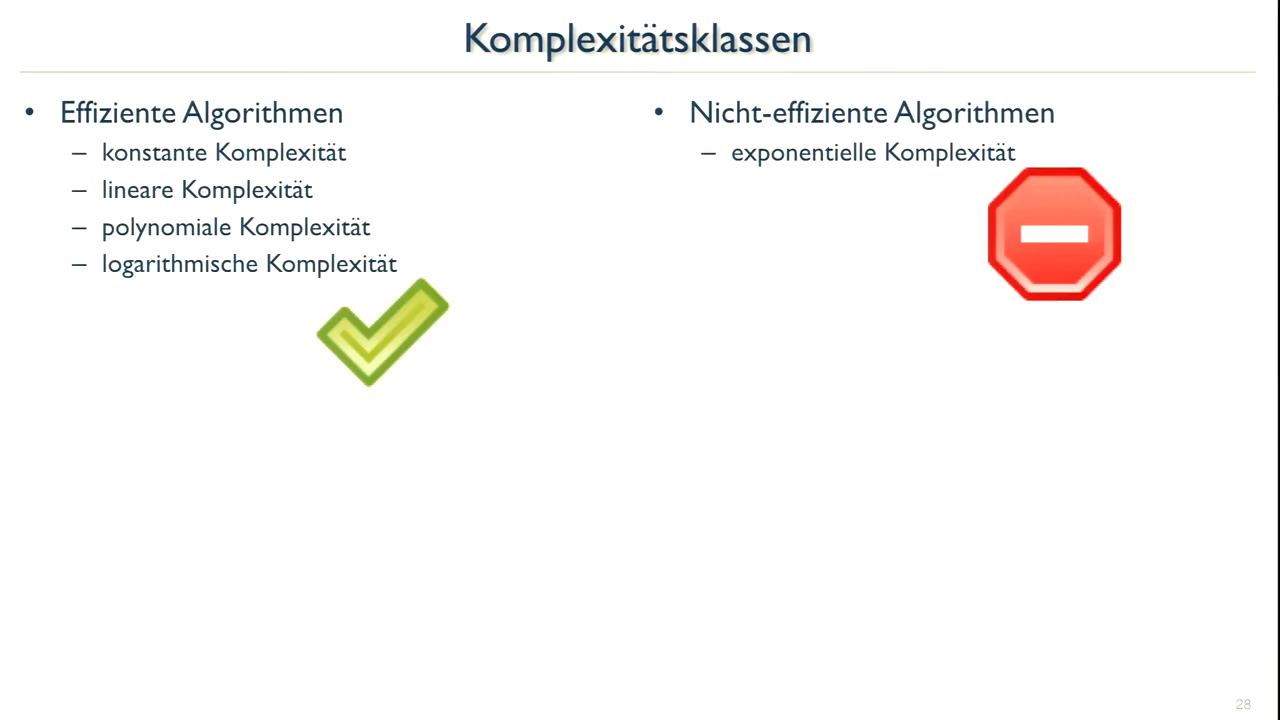 Komplexitätsklassen
• Effiziente Algorithmen
– konstante Komplexität
– lineare Komplexität
– polynomiale Komplexität
– logarithmische Komplexität
• Nicht-effiziente Algorithmen
– exponentielle Komplexität
28